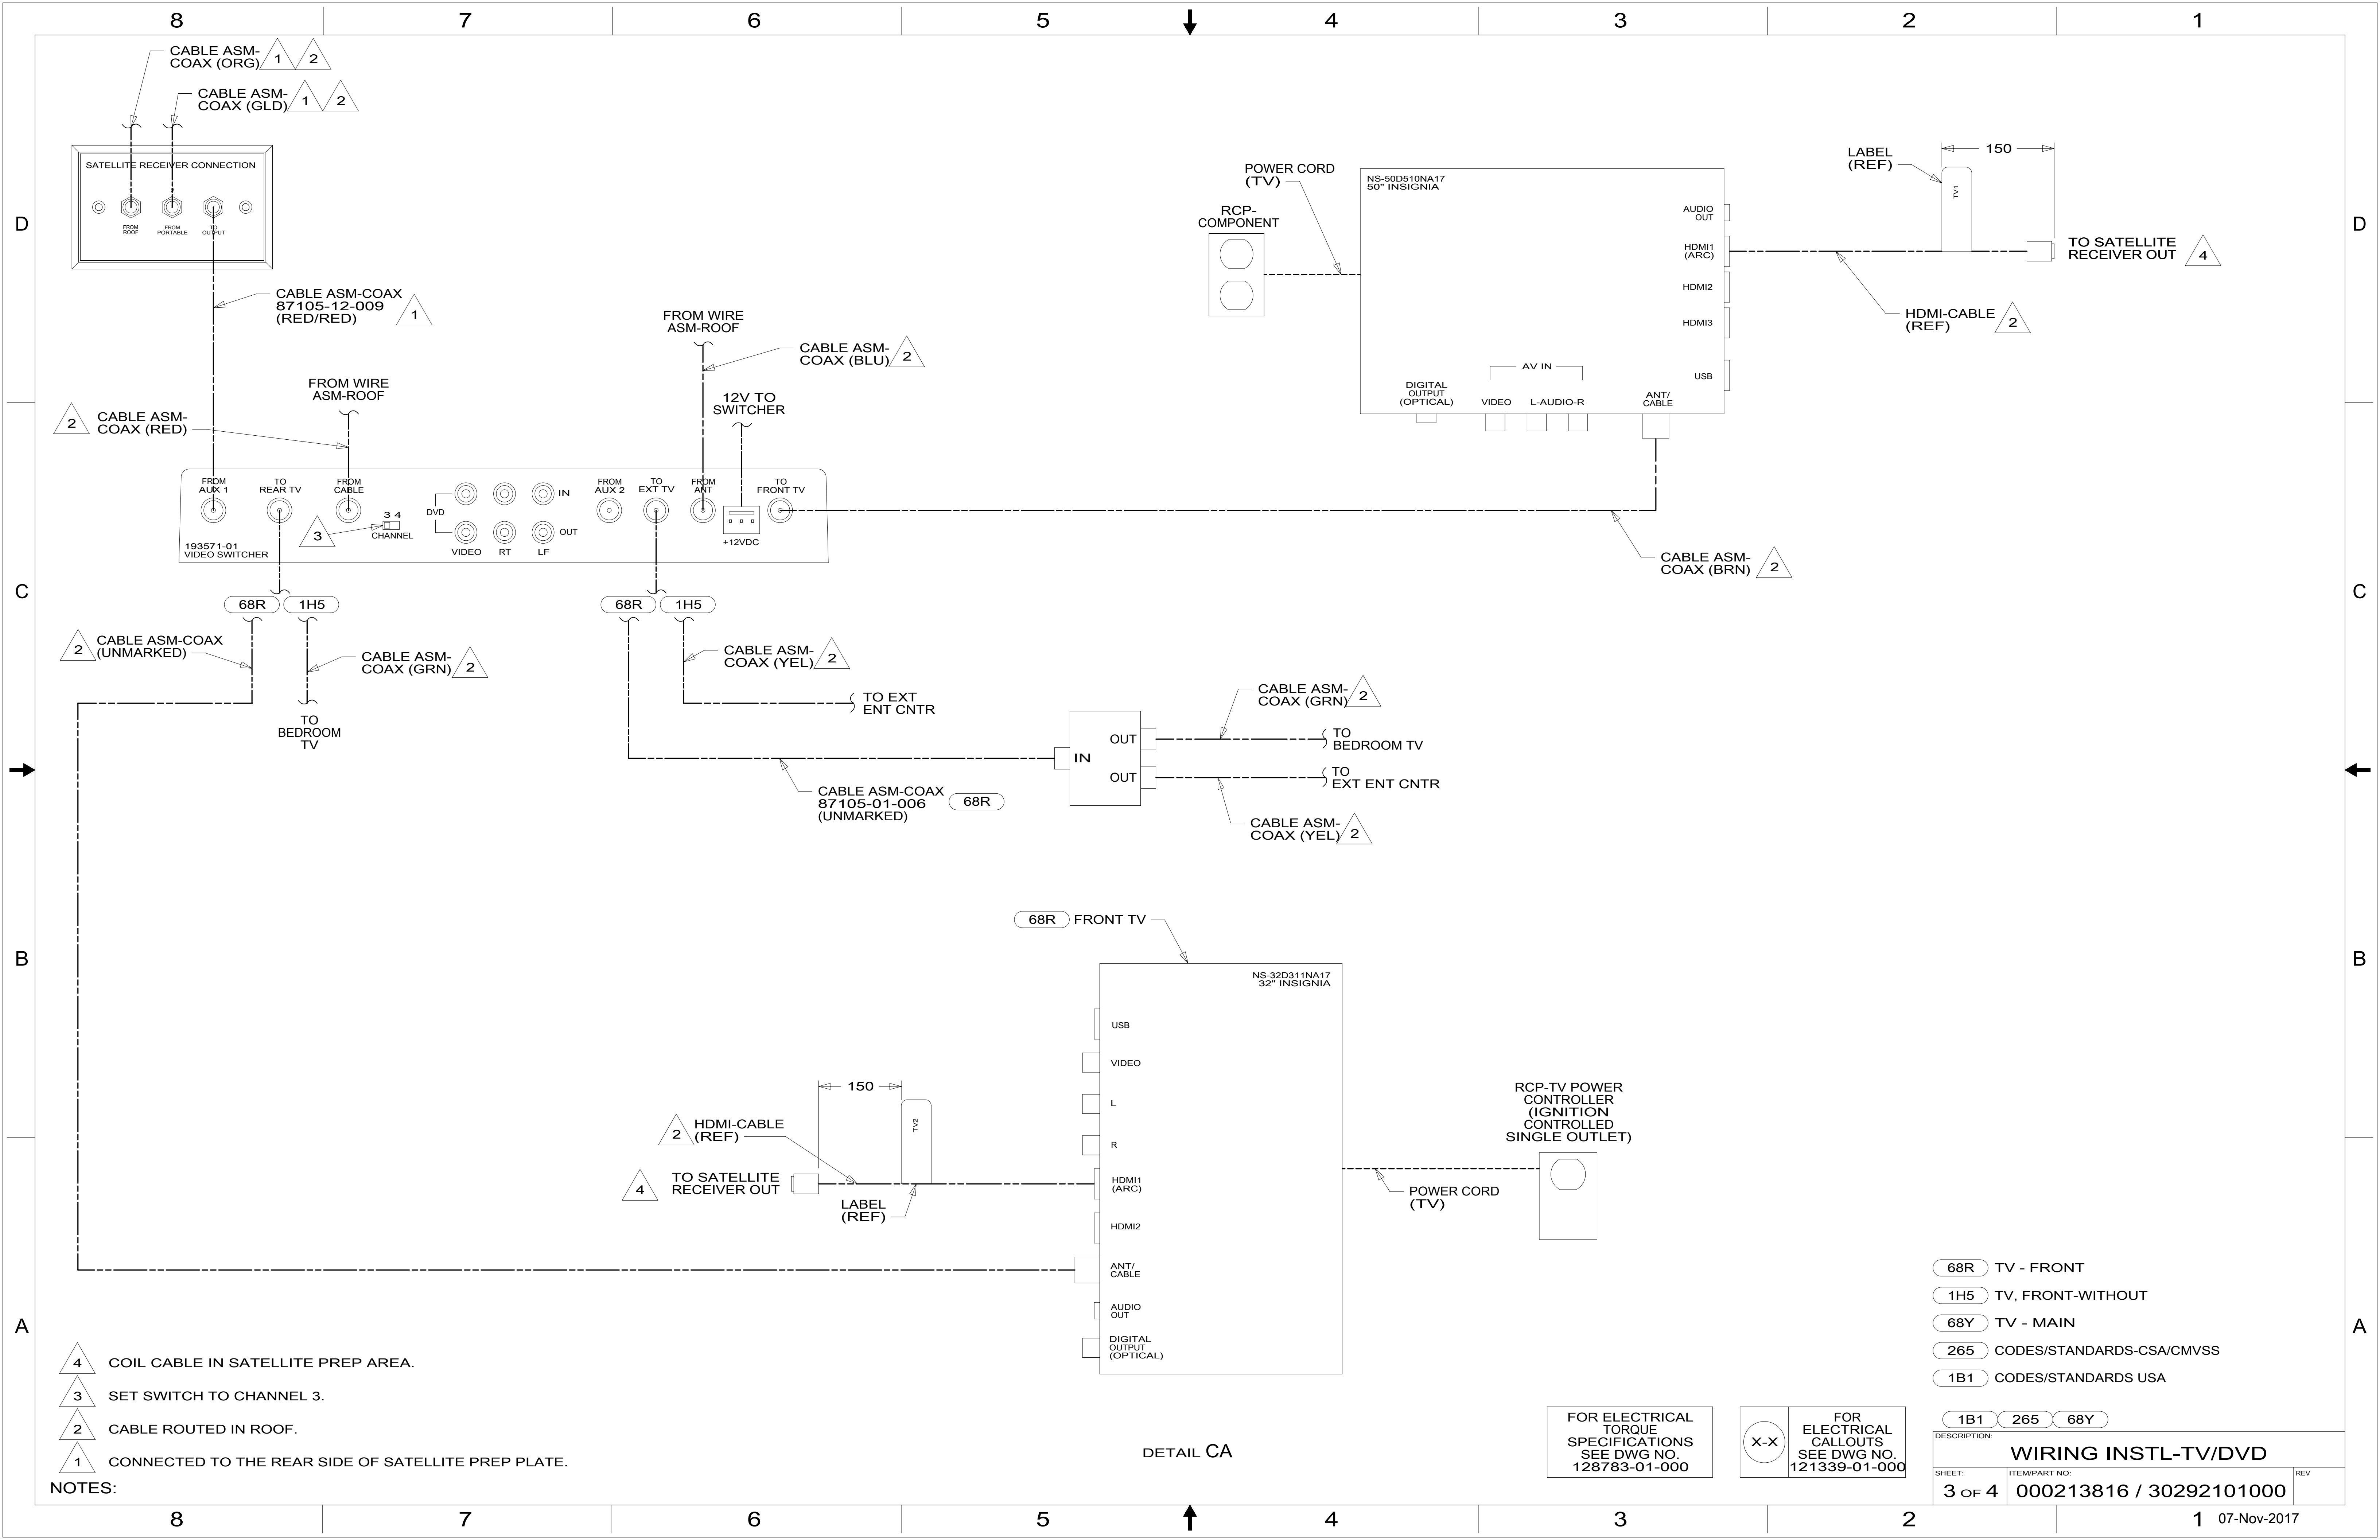 8 7 6 5 4 3 2 1
CABLE ASM-
COAX (ORG) 1 2
CABLE ASM-
COAX (GLD) 1 2
SATELLITE RECEIVER CONNECTION
2
FROM
ROOF
FROM
PORTABLE
TO
OUTPUT
D
CABLE ASM-COAX
87105-12-009
(RED/RED) 1
FROM WIRE
ASM-ROOF
2 CABLE ASM-
COAX (RED)
FROM WIRE
ASM-ROOF
CABLE ASM-
COAX (BLU) 2
12V TO
SWITCHER
POWER CORD
(TV)
RCP-
COMPONENT
NS-50D510NA17
50" INSIGNIA
AUDIO
OUT
HDMI1
(ARC)
HDMI2
HDMI3
USB
AV IN
DIGITAL
OUTPUT
(OPTICAL)
VIDEO
L-AUDIO-R
ANT/
CABLE
LABEL
(REF)
150
TV1
TO SATELLITE
RECEIVER OUT 4
HDMI-CABLE
(REF) 2
D
FROM
AUX 1
TO
REAR TV
FROM
CABLE
3 4
CHANNEL
3
DVD
IN
OUT
VIDEO
RT
LF
FROM
AUX 2
TO
EXT TV
FROM
ANT
TO
FRONT TV
+12VDC
193571-01
VIDEO SWITCHER
CABLE ASM-
COAX (BRN) 2
C
C
68R 1H5
68R 1H5
2 CABLE ASM-COAX
(UNMARKED)
CABLE ASM-
COAX (GRN) 2
TO
BEDROOM
TV
CABLE ASM-
COAX (YEL) 2
TO EXT
ENT CNTR
CABLE ASM-COAX
87105-01-006
(UNMARKED)
68R
IN
OUT
OUT
CABLE ASM-
COAX (GRN) 2
TO
BEDROOM TV
TO
EXT ENT CNTR
CABLE ASM-
COAX (YEL) 2
B
B
68R FRONT TV
NS-32D311NA17
32" INSIGNIA
USB
VIDEO
L
R
HDMI1
(ARC)
HDMI2
ANT/
CABLE
AUDIO
OUT
DIGITAL
OUTPUT
(OPTICAL)
150
TV2
2 HDMI-CABLE
(REF)
4 TO SATELLITE
RECEIVER OUT
LABEL
(REF)
RCP-TV POWER
CONTROLLER
(IGNITION
CONTROLLED
SINGLE OUTLET)
POWER CORD
(TV)
A
A
68R TV - FRONT
1H5 TV, FRONT-WITHOUT
68Y TV - MAIN
265 CODES/STANDARDS-CSA/CMVSS
1B1 CODES/STANDARDS USA
4 COIL CABLE IN SATELLITE PREP AREA.
3 SET SWITCH TO CHANNEL 3.
2 CABLE ROUTED IN ROOF.
1 CONNECTED TO THE REAR SIDE OF SATELLITE PREP PLATE.
NOTES:
DETAIL CA
FOR ELECTRICAL
TORQUE
SPECIFICATIONS
SEE DWG NO.
128783-01-000
X-X
FOR
ELECTRICAL
CALLOUTS
SEE DWG NO.
121339-01-000
1B1 265 68Y
DESCRIPTION:
WIRING INSTL-TV/DVD
SHEET:
3 OF 4
ITEM/PART NO:
000213816 / 30292101000
REV
8 7 6 5 4 3 2 1
07-Nov-2017